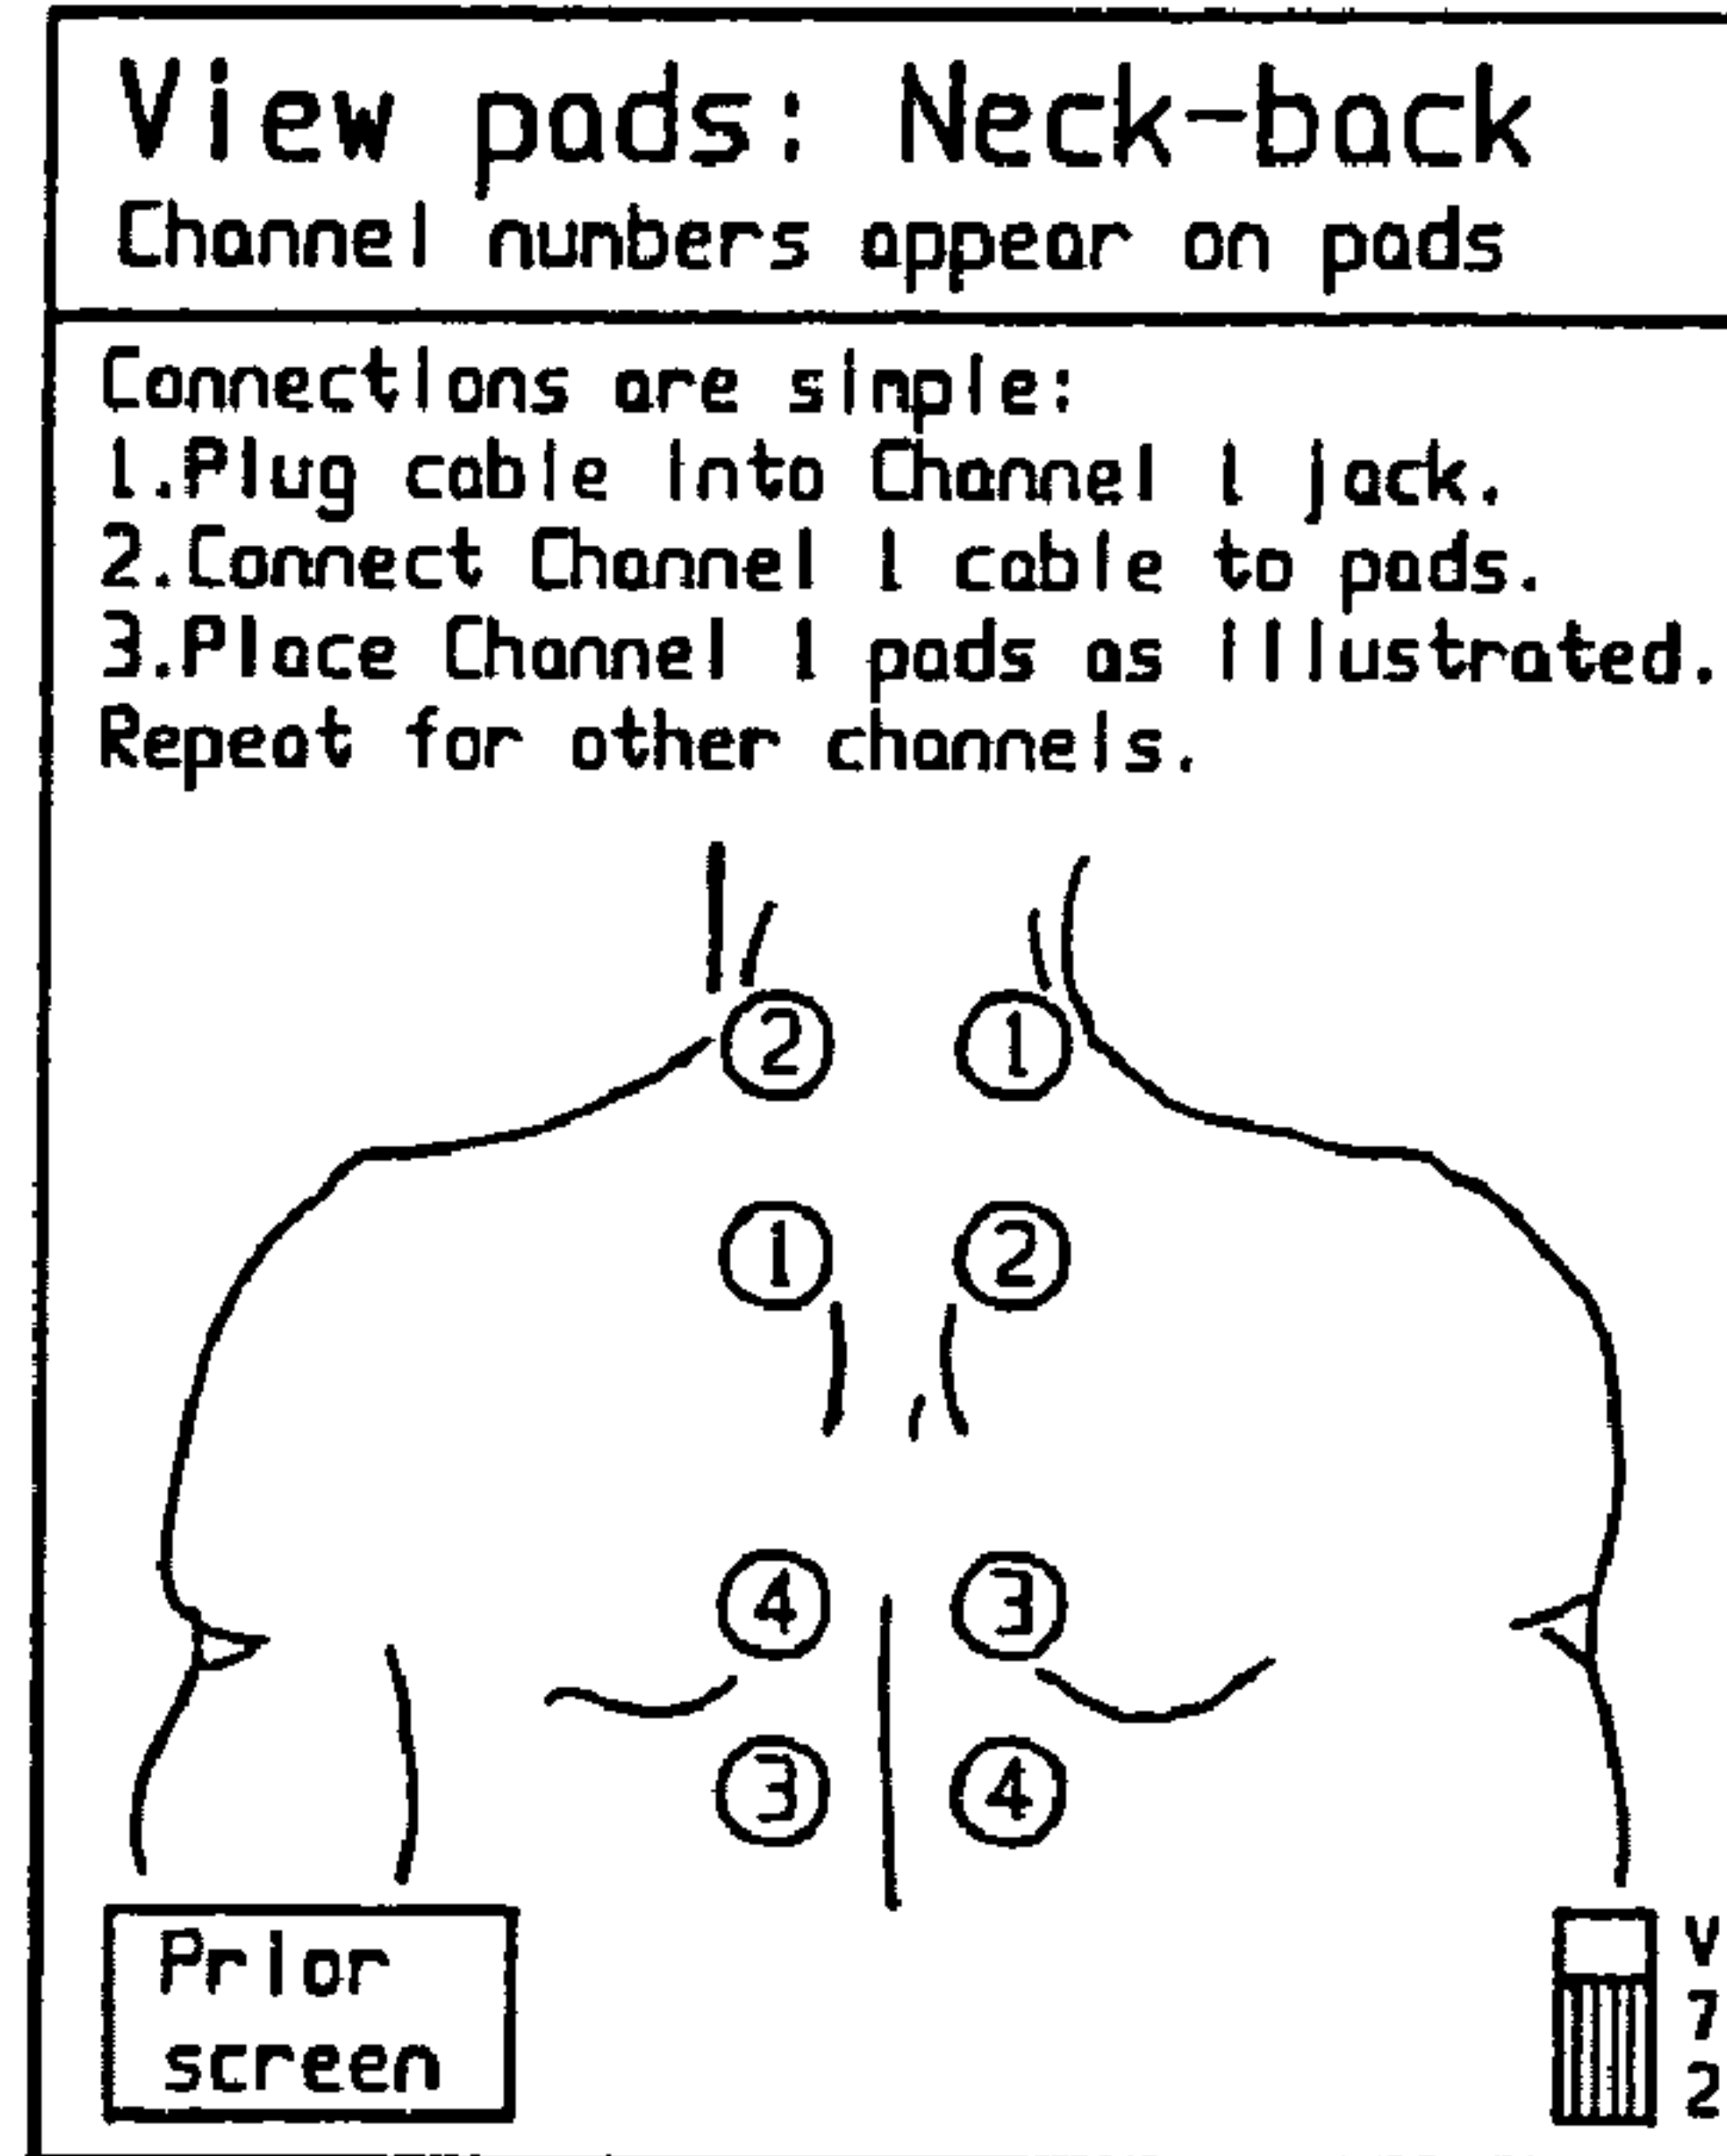 View pads: Neck-back
Channel numbers appear on pads
Connections are simple:
1.Plug cable into Channel 1 jack.
2.Connect Channel 1 cable to pads.
3.Place Channel 1 pads as illustrated.
Repeat for other channels.
2 1
1 2
4 3
3 4
Prior
screen
V
7
2